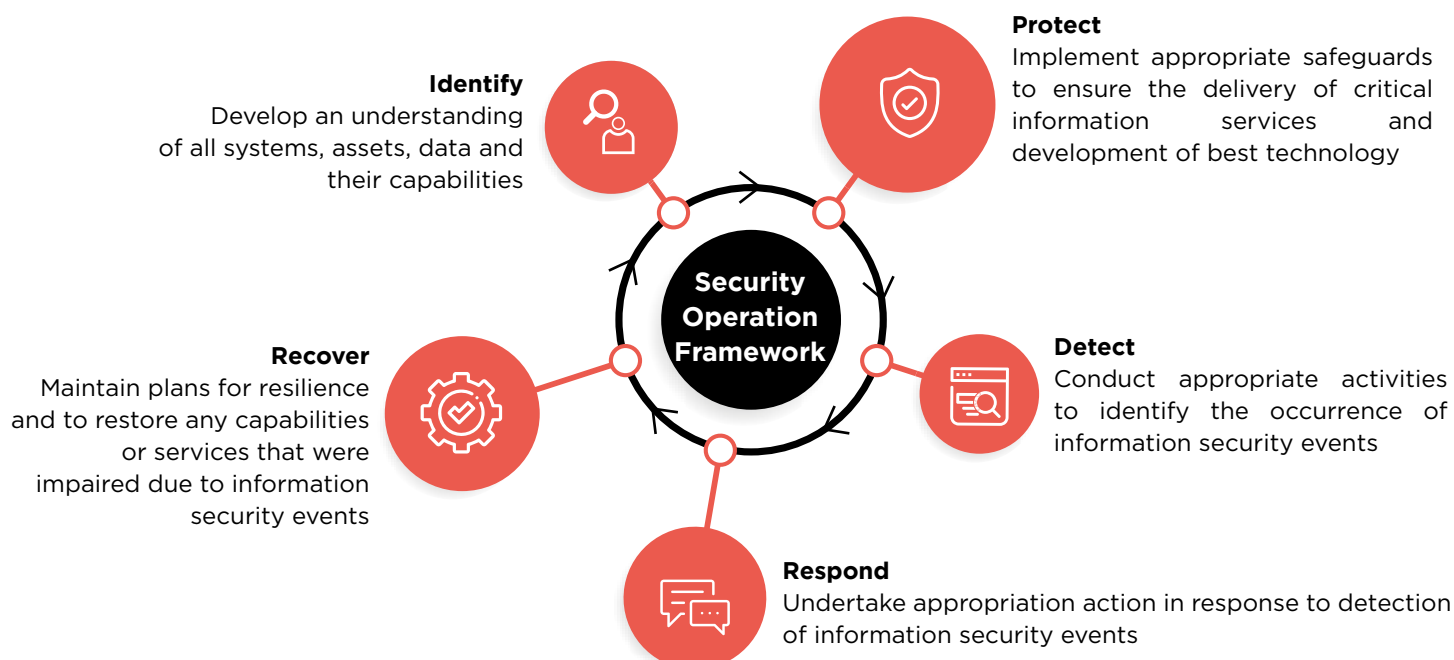 Identify
Develop an understanding
of all systems, assets, data and
their capabilities
Protect
Implement appropriate safeguards
to ensure the delivery of critical
information services and
development of best technology
Security
Operation
Framework
Detect
Conduct appropriate activities
to identify the occurrence of
information security events
Respond
Undertake appropriation action in response to detection
of information security events
Recover
Maintain plans for resilience
and to restore any capabilities
or services that were
impaired due to information
security events